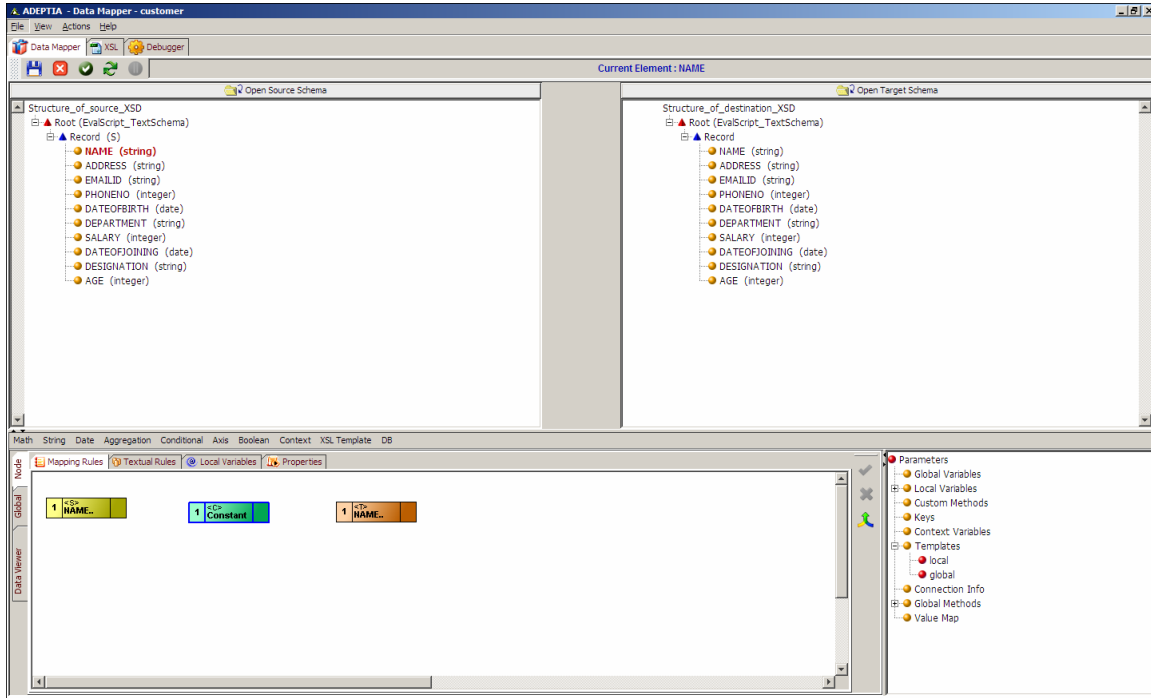 ADEPTIA - Data Mapper - customer
File View Actions Help
Data Mapper XSL Debugger
Current Element : NAME
Open Source Schema
Open Target Schema
Structure_of_source_XSD
Root (EvalScript_TextSchema)
Record (S)
NAME (string)
ADDRESS (string)
EMAILID (string)
PHONENO (integer)
DATEOFBIRTH (date)
DEPARTMENT (string)
SALARY (integer)
DATEOFJOINING (date)
DESIGNATION (string)
AGE (integer)
Structure_of_destination_XSD
Root (EvalScript_TextSchema)
Record
NAME (string)
ADDRESS (string)
EMAILID (string)
PHONENO (integer)
DATEOFBIRTH (date)
DEPARTMENT (string)
SALARY (integer)
DATEOFJOINING (date)
DESIGNATION (string)
AGE (integer)
Math String Date Aggregation Conditional Axis Boolean Context XSL Template DB
Node
Global
Data Viewer
Mapping Rules Textual Rules Local Variables Properties
1 <S> NAME..
1 <C> Constant
1 <T> NAME..
Parameters
Global Variables
Local Variables
Custom Methods
Keys
Context Variables
Templates
local
global
Connection Info
Global Methods
Value Map